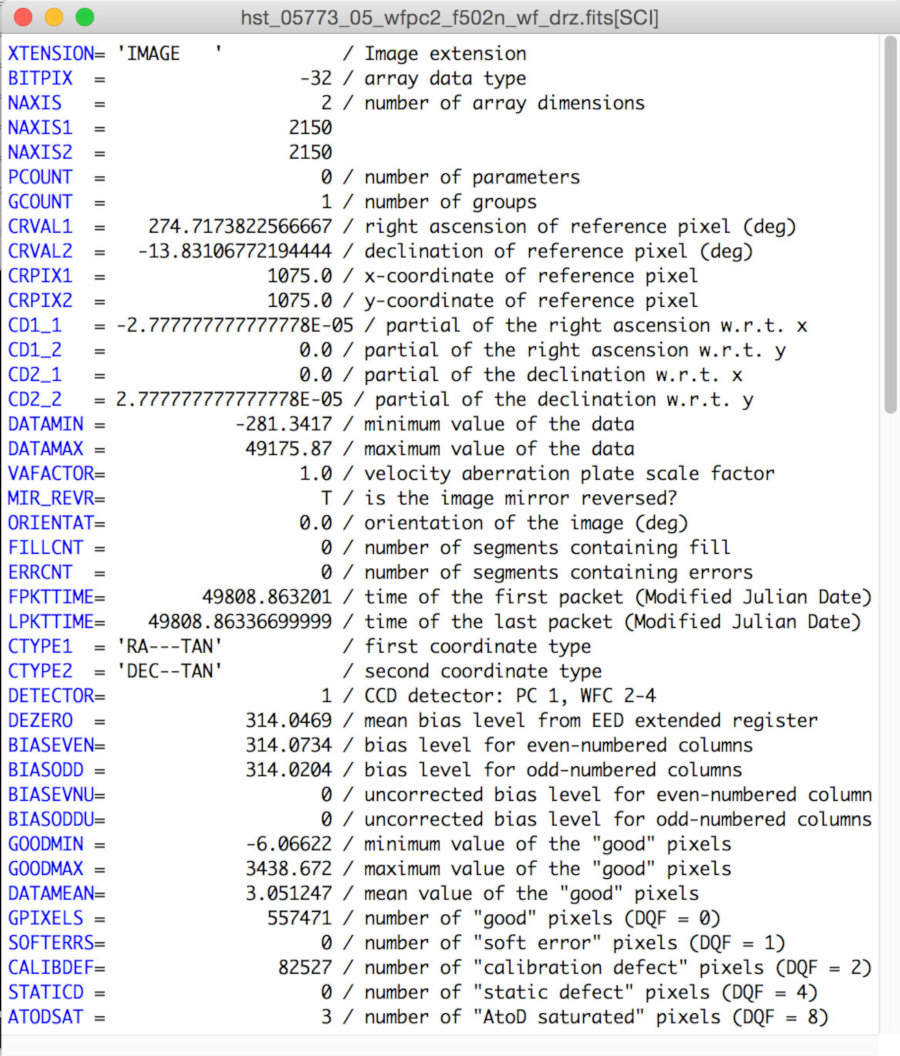 hst_05773_05_wfpc2_f502n_wf_drz.fits[SCI]
XTENSION= 'IMAGE   '           / Image extension
BITPIX  =                  -32 / array data type
NAXIS   =                    2 / number of array dimensions
NAXIS1  =                 2150
NAXIS2  =                 2150
PCOUNT  =                    0 / number of parameters
GCOUNT  =                    1 / number of groups
CRVAL1  =    274.7173822566667 / right ascension of reference pixel (deg)
CRVAL2  =   -13.83106772194444 / declination of reference pixel (deg)
CRPIX1  =               1075.0 / x-coordinate of reference pixel
CRPIX2  =               1075.0 / y-coordinate of reference pixel
CD1_1   = -2.777777777777778E-05 / partial of the right ascension w.r.t. x
CD1_2   =                  0.0 / partial of the right ascension w.r.t. y
CD2_1   =                  0.0 / partial of the declination w.r.t. x
CD2_2   = 2.777777777777778E-05 / partial of the declination w.r.t. y
DATAMIN =            -281.3417 / minimum value of the data
DATAMAX =             49175.87 / maximum value of the data
VAFACTOR=                  1.0 / velocity aberration plate scale factor
MIR_REVR=                    T / is the image mirror reversed?
ORIENTAT=                  0.0 / orientation of the image (deg)
FILLCNT =                    0 / number of segments containing fill
ERRCNT  =                    0 / number of segments containing errors
FPKTTIME=         49808.863201 / time of the first packet (Modified Julian Date)
LPKTTIME=    49808.86336699999 / time of the last packet (Modified Julian Date)
CTYPE1  = 'RA---TAN'           / first coordinate type
CTYPE2  = 'DEC--TAN'           / second coordinate type
DETECTOR=                    1 / CCD detector: PC 1, WFC 2-4
DEZERO  =             314.0469 / mean bias level from EED extended register
BIASEVEN=             314.0734 / bias level for even-numbered columns
BIASODD =             314.0204 / bias level for odd-numbered columns
BIASEVNU=                    0 / uncorrected bias level for even-numbered column
BIASODDU=                    0 / uncorrected bias level for odd-numbered columns
GOODMIN =             -6.06622 / minimum value of the "good" pixels
GOODMAX =             3438.672 / maximum value of the "good" pixels
DATAMEAN=             3.051247 / mean value of the "good" pixels
GPIXELS =               557471 / number of "good" pixels (DQF = 0)
SOFTERRS=                    0 / number of "soft error" pixels (DQF = 1)
CALIBDEF=                82527 / number of "calibration defect" pixels (DQF = 2)
STATICD =                    0 / number of "static defect" pixels (DQF = 4)
ATODSAT =                    3 / number of "AtoD saturated" pixels (DQF = 8)